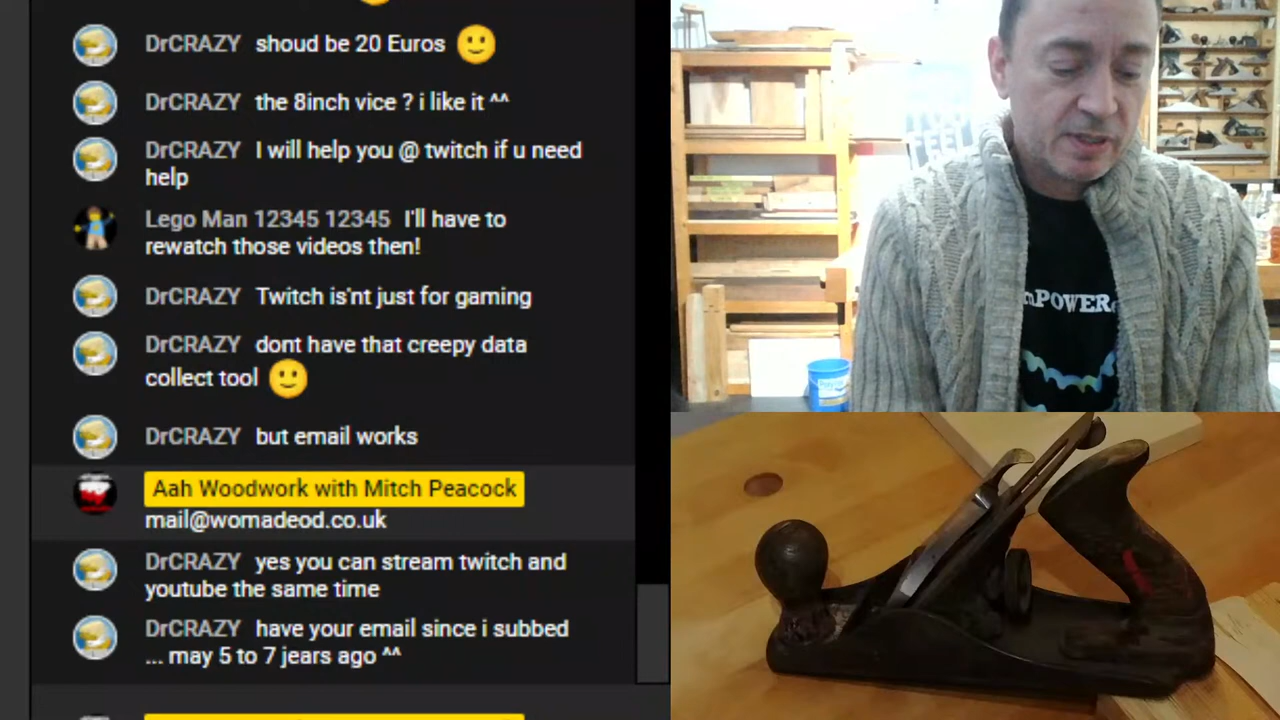 DrCRAZY shoud be 20 Euros
DrCRAZY the 8inch vice ? i like it ^^
DrCRAZY I will help you @ twitch if u need
help
Lego Man 12345 12345 I'll have to
rewatch those videos then!
DrCRAZY Twitch is'nt just for gaming
DrCRAZY dont have that creepy data
collect tool
DrCRAZY but email works
Aah Woodwork with Mitch Peacock
mail@womadeod.co.uk
DrCRAZY yes you can stream twitch and
youtube the same time
DrCRAZY have your email since i subbed
... may 5 to 7 jears ago ^^
mPOWER